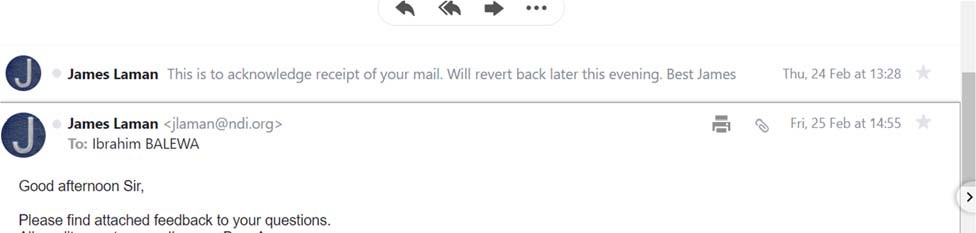 James Laman This is to acknowledge receipt of your mail. Will revert back later this evening. Best James Thu, 24 Feb at 13:28
James Laman <jlaman@ndi.org> Fri, 25 Feb at 14:55
To: Ibrahim BALEWA
Good afternoon Sir,
Please find attached feedback to your questions.